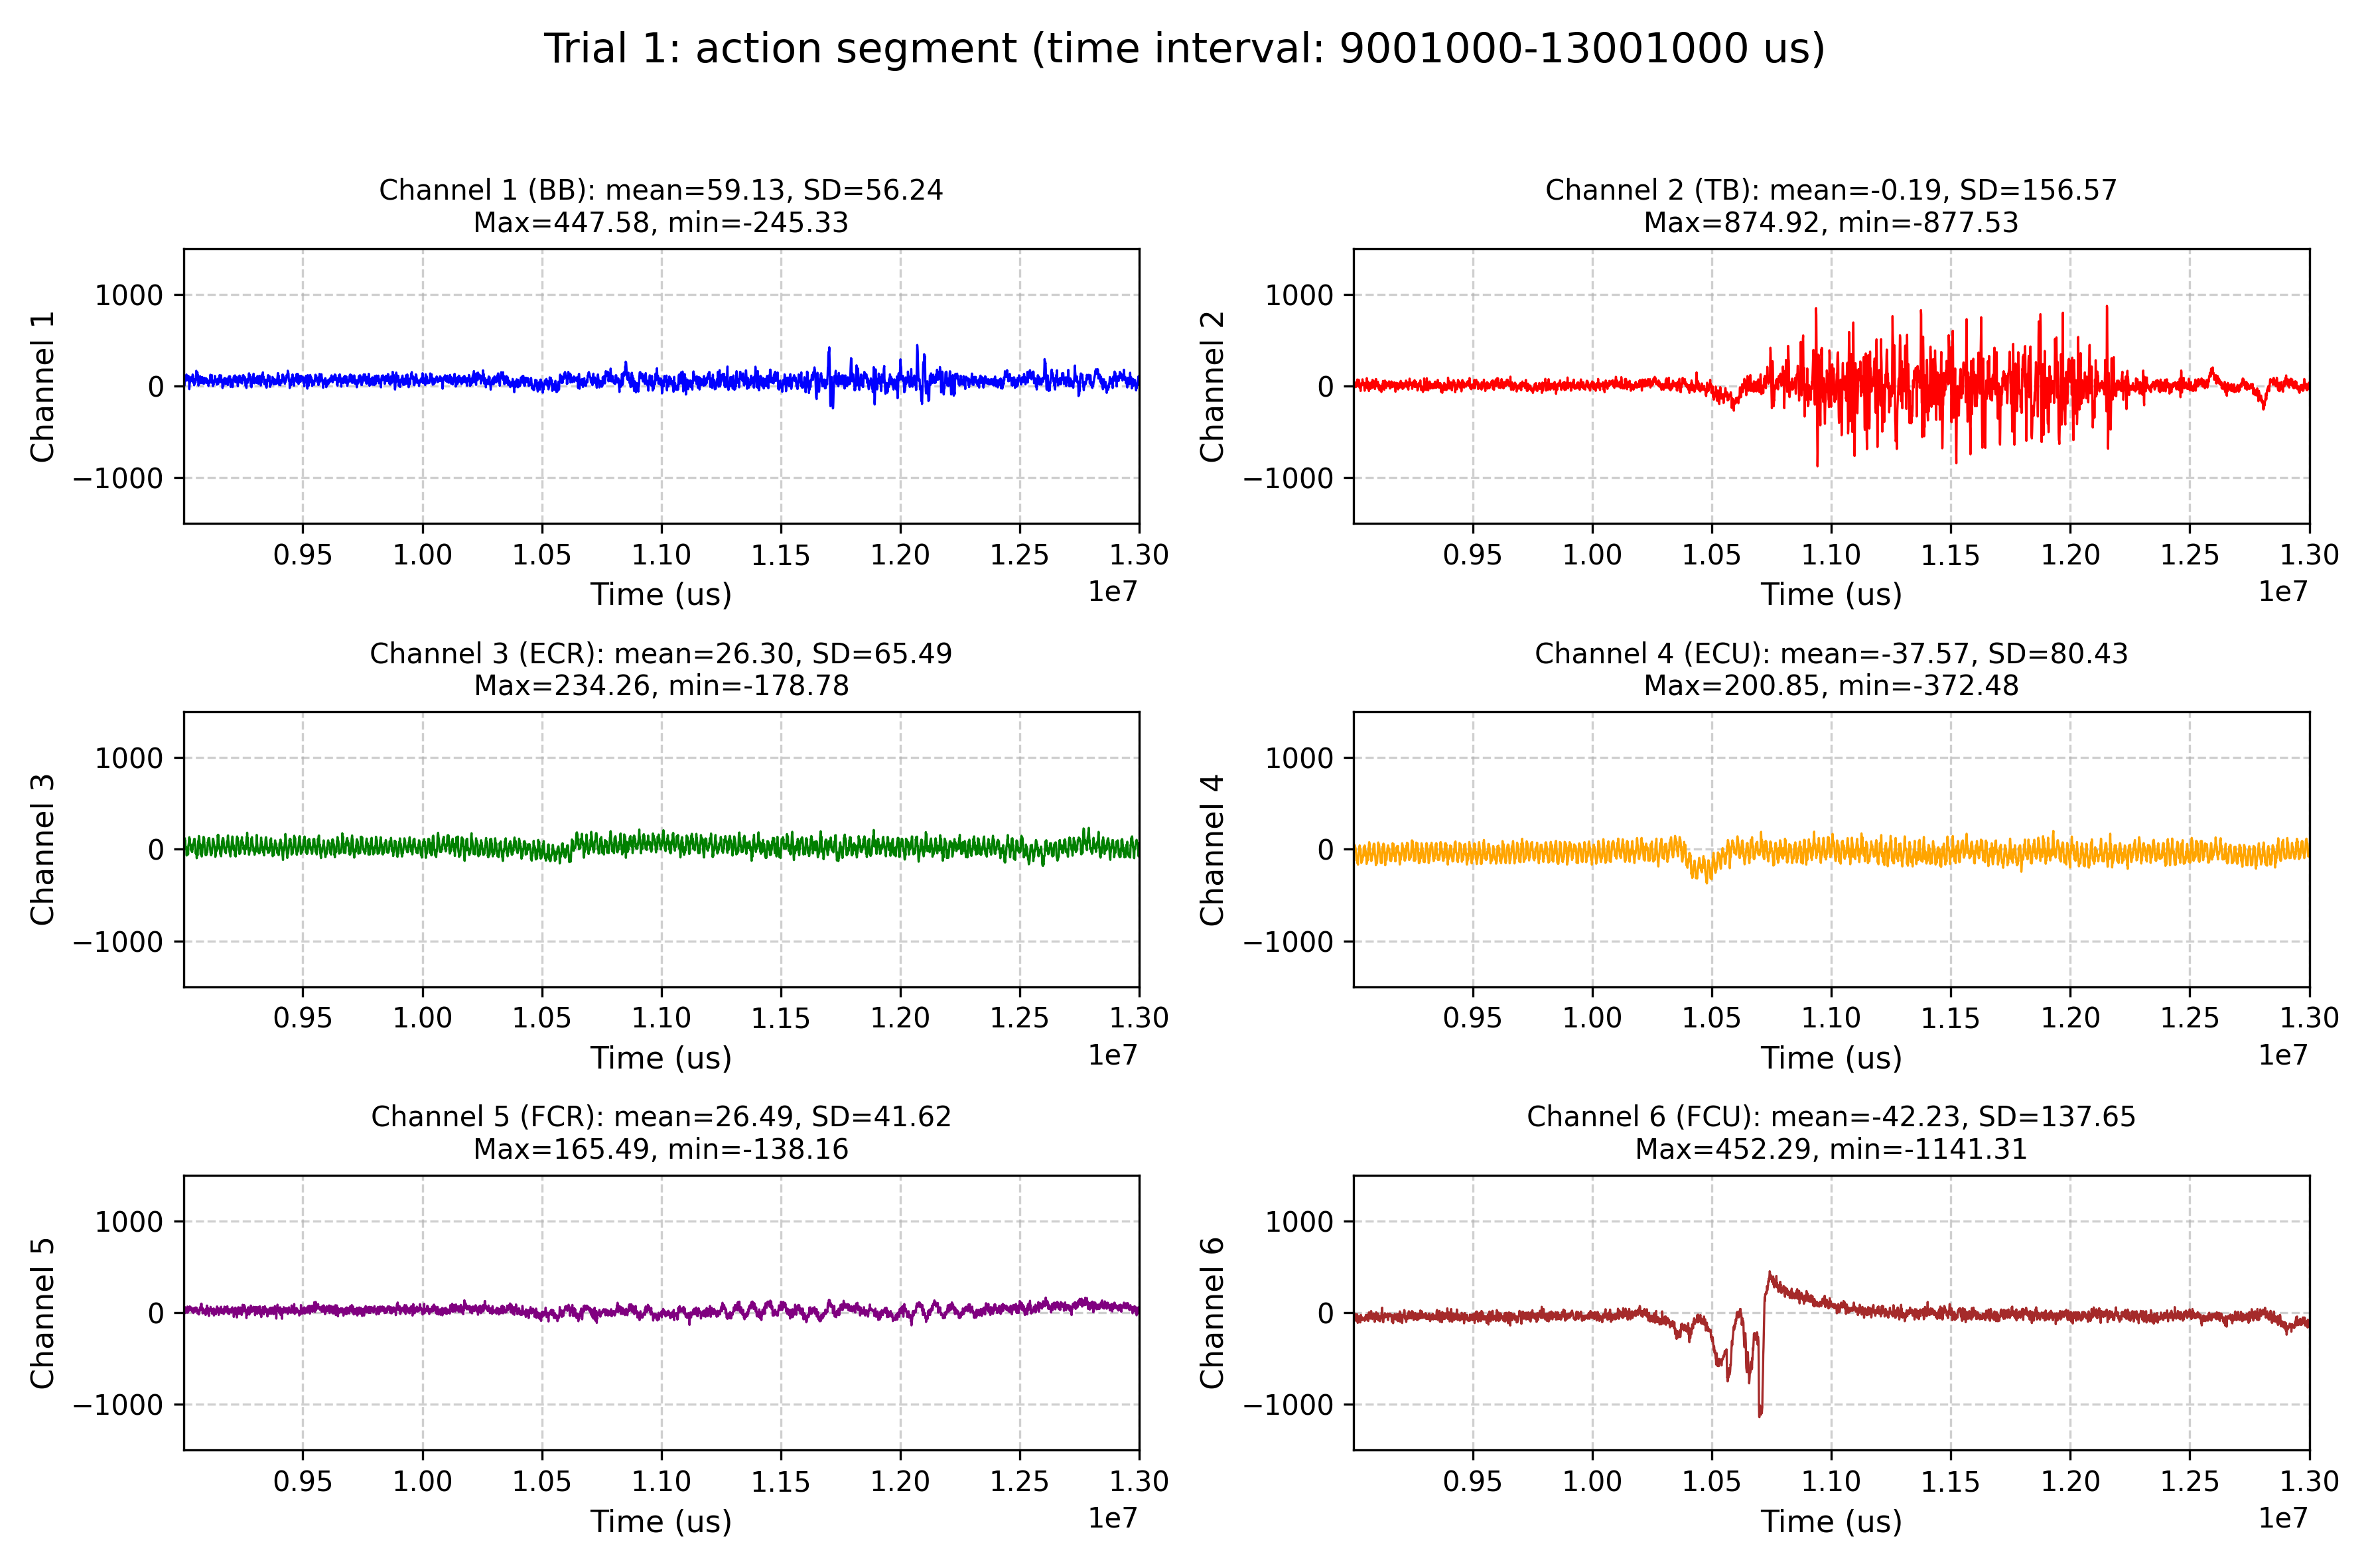 Trial 1: action segment (time interval: 9001000-13001000 us)
Channel 1 (BB): mean=59.13, SD=56.24
Max=447.58, min=-245.33
Channel 1
1000
0
−1000
0.95 1.00 1.05 1.10 1.15 1.20 1.25 1.30
Time (us)
1e7
Channel 2 (TB): mean=-0.19, SD=156.57
Max=874.92, min=-877.53
Channel 2
1000
0
−1000
0.95 1.00 1.05 1.10 1.15 1.20 1.25 1.30
Time (us)
1e7
Channel 3 (ECR): mean=26.30, SD=65.49
Max=234.26, min=-178.78
Channel 3
1000
0
−1000
0.95 1.00 1.05 1.10 1.15 1.20 1.25 1.30
Time (us)
1e7
Channel 4 (ECU): mean=-37.57, SD=80.43
Max=200.85, min=-372.48
Channel 4
1000
0
−1000
0.95 1.00 1.05 1.10 1.15 1.20 1.25 1.30
Time (us)
1e7
Channel 5 (FCR): mean=26.49, SD=41.62
Max=165.49, min=-138.16
Channel 5
1000
0
−1000
0.95 1.00 1.05 1.10 1.15 1.20 1.25 1.30
Time (us)
1e7
Channel 6 (FCU): mean=-42.23, SD=137.65
Max=452.29, min=-1141.31
Channel 6
1000
0
−1000
0.95 1.00 1.05 1.10 1.15 1.20 1.25 1.30
Time (us)
1e7